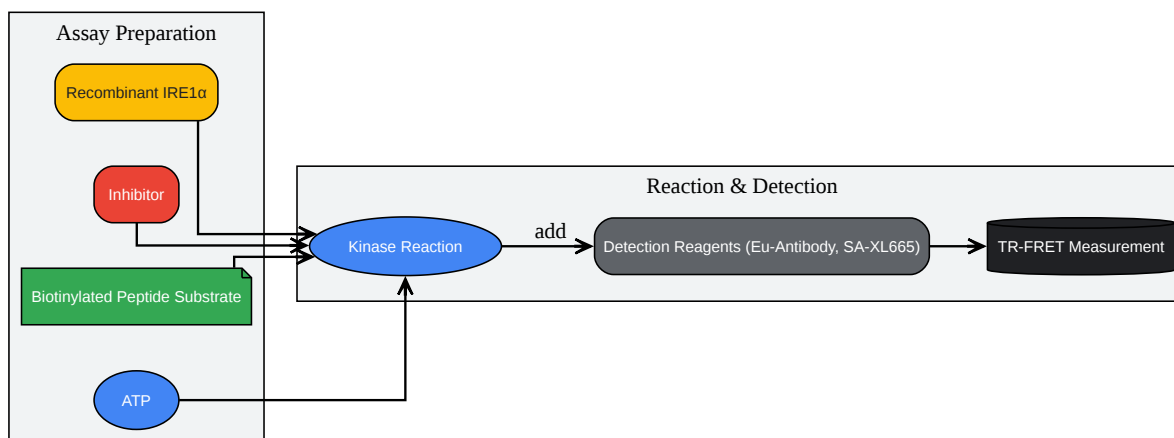 Assay Preparation
Recombinant IRE1α
Inhibitor
Biotinylated Peptide Substrate
ATP
Reaction & Detection
Kinase Reaction
add
Detection Reagents (Eu-Antibody, SA-XL665)
TR-FRET Measurement